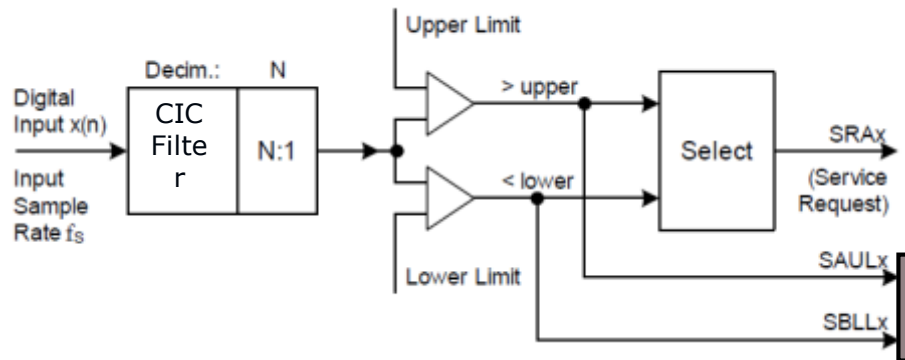 Upper Limit
Decim.: N
Digital
Input x(n)
CIC
Filte
r
N:1
Input
Sample
Rate fS
> upper
< lower
Select
SRAx
(Service
Request)
SAULx
Lower Limit
SBLLx